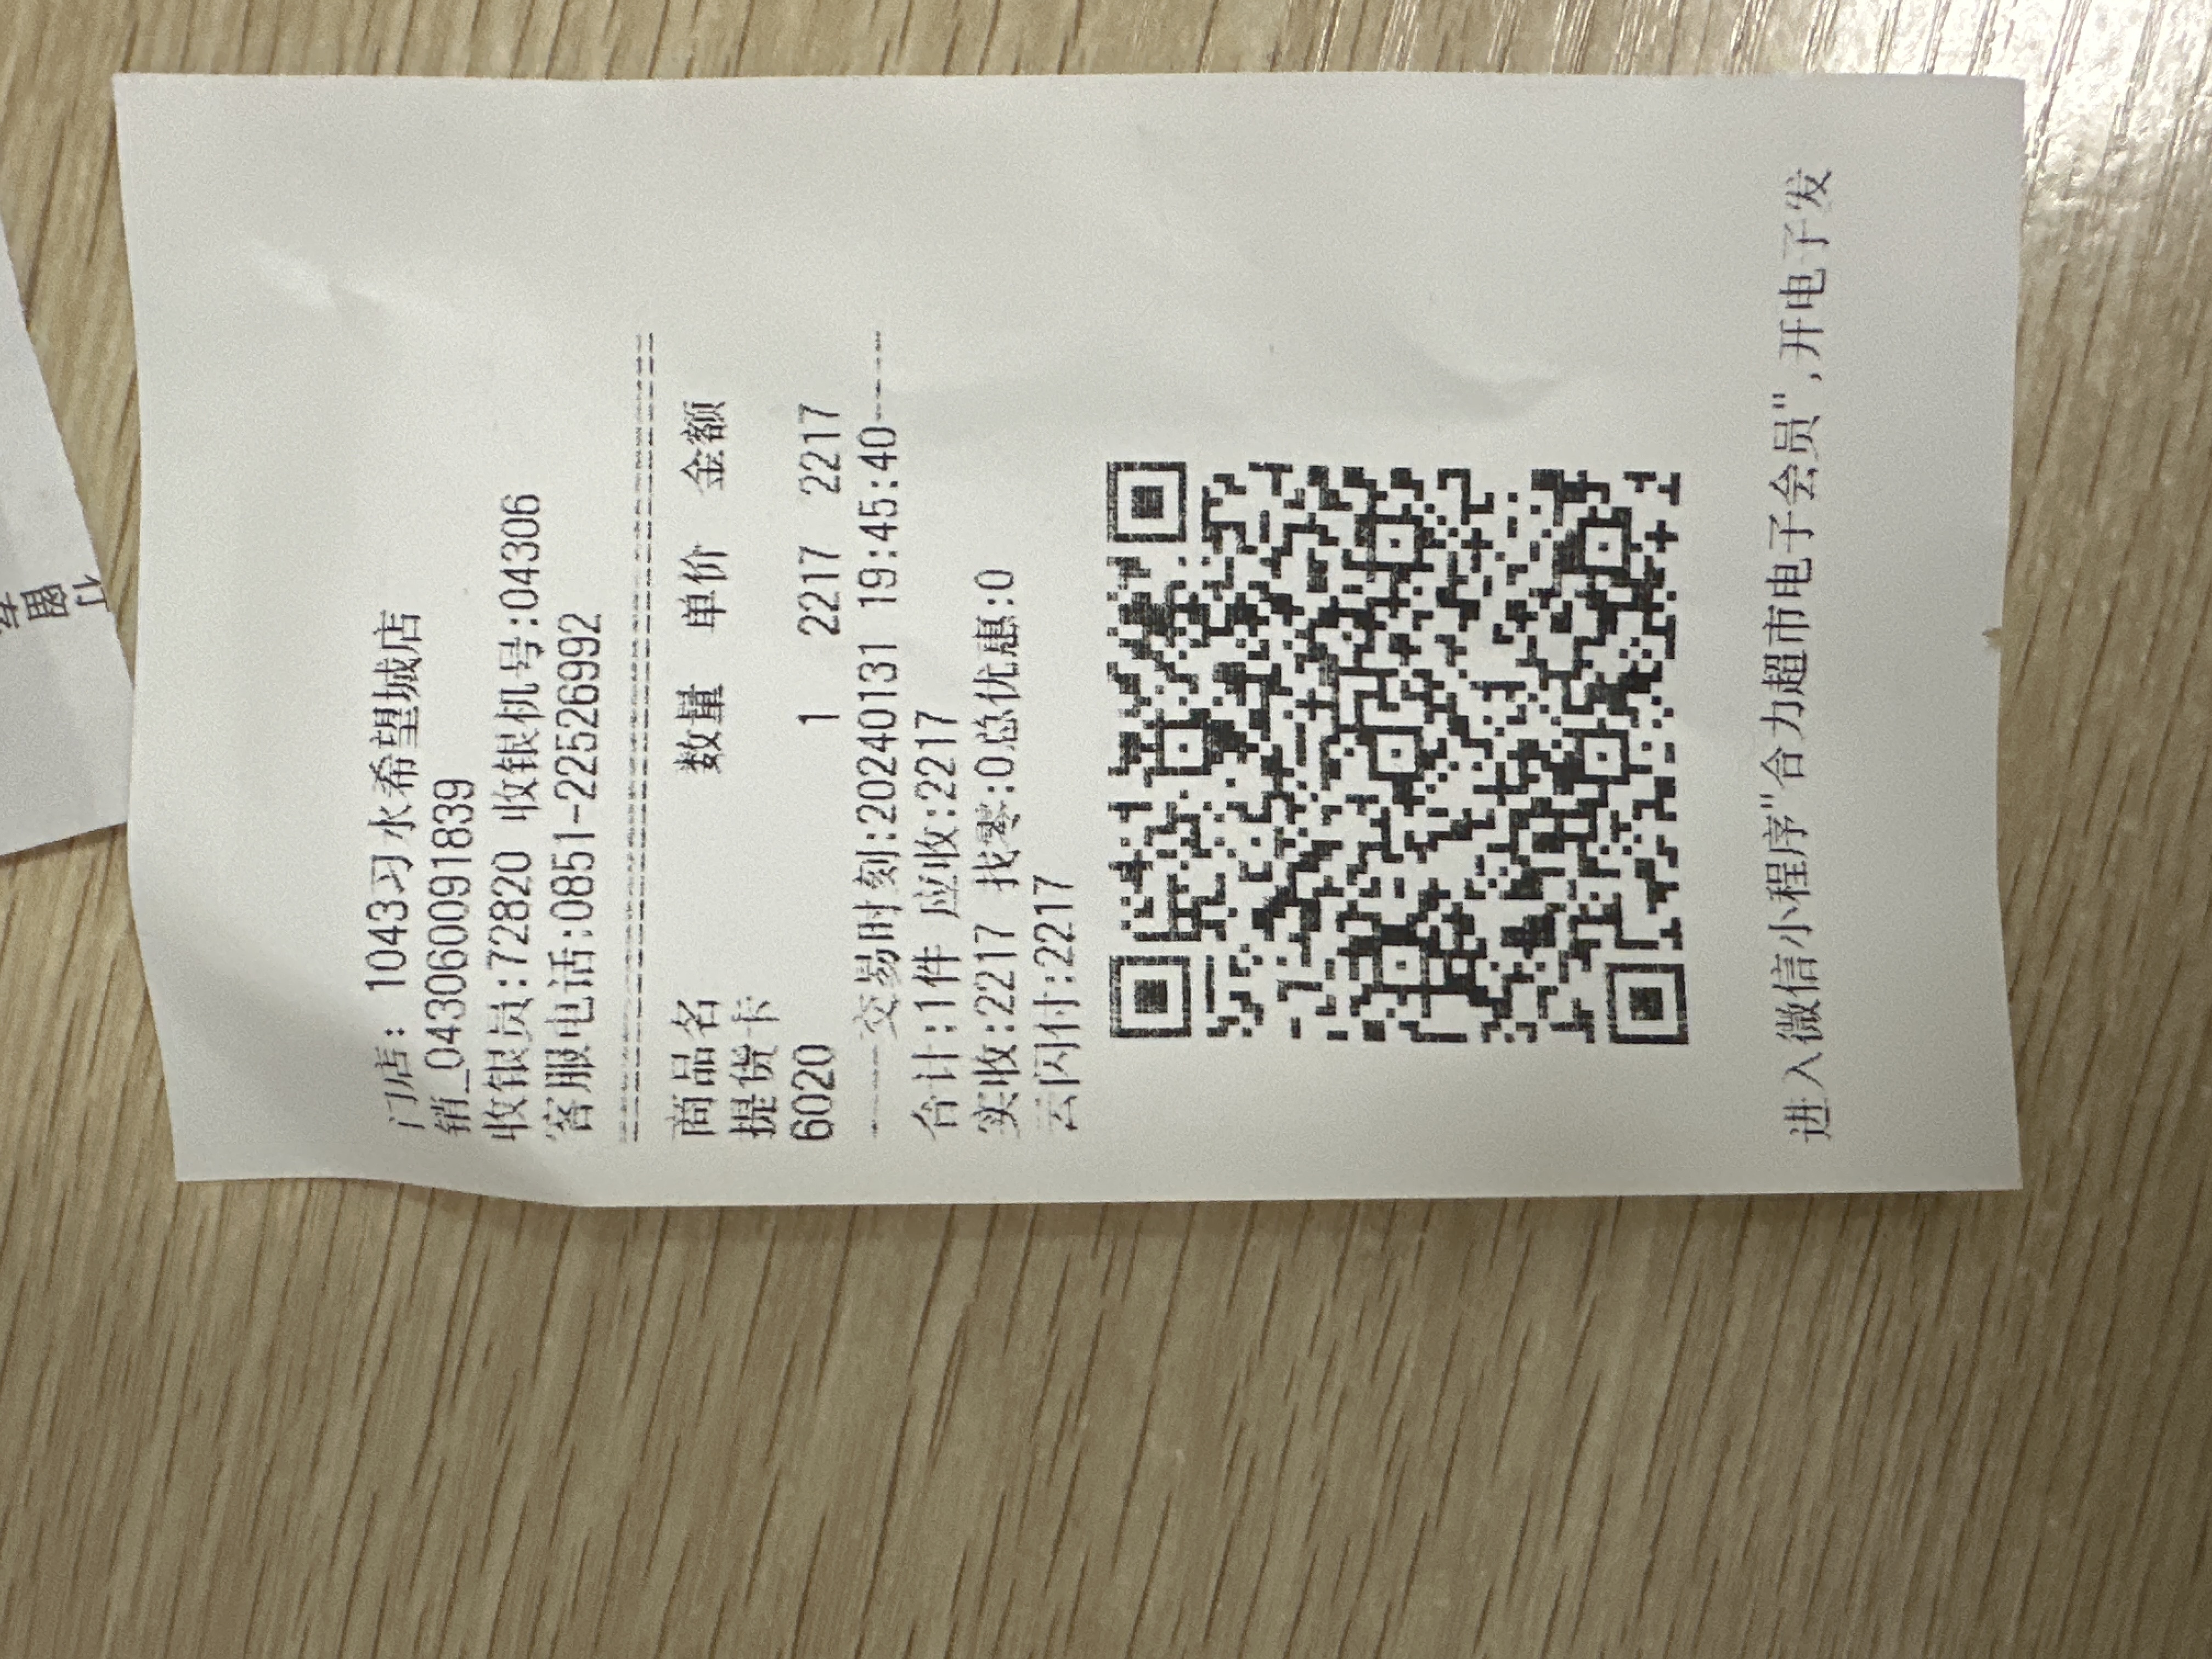 门店: 1043习水希望城店
销_0430600091839
收银员:72820 收银机号:04306
客服电话:0851-22526992
商品名 数量 单价 金额
提货卡
6020 1 2217 2217
-----交易时刻:20240131 19:45:40-----
合计:1件 应收:2217
实收:2217 找零:0总优惠:0
云闪付:2217
进入微信小程序"合力超市电子会员",开电子发